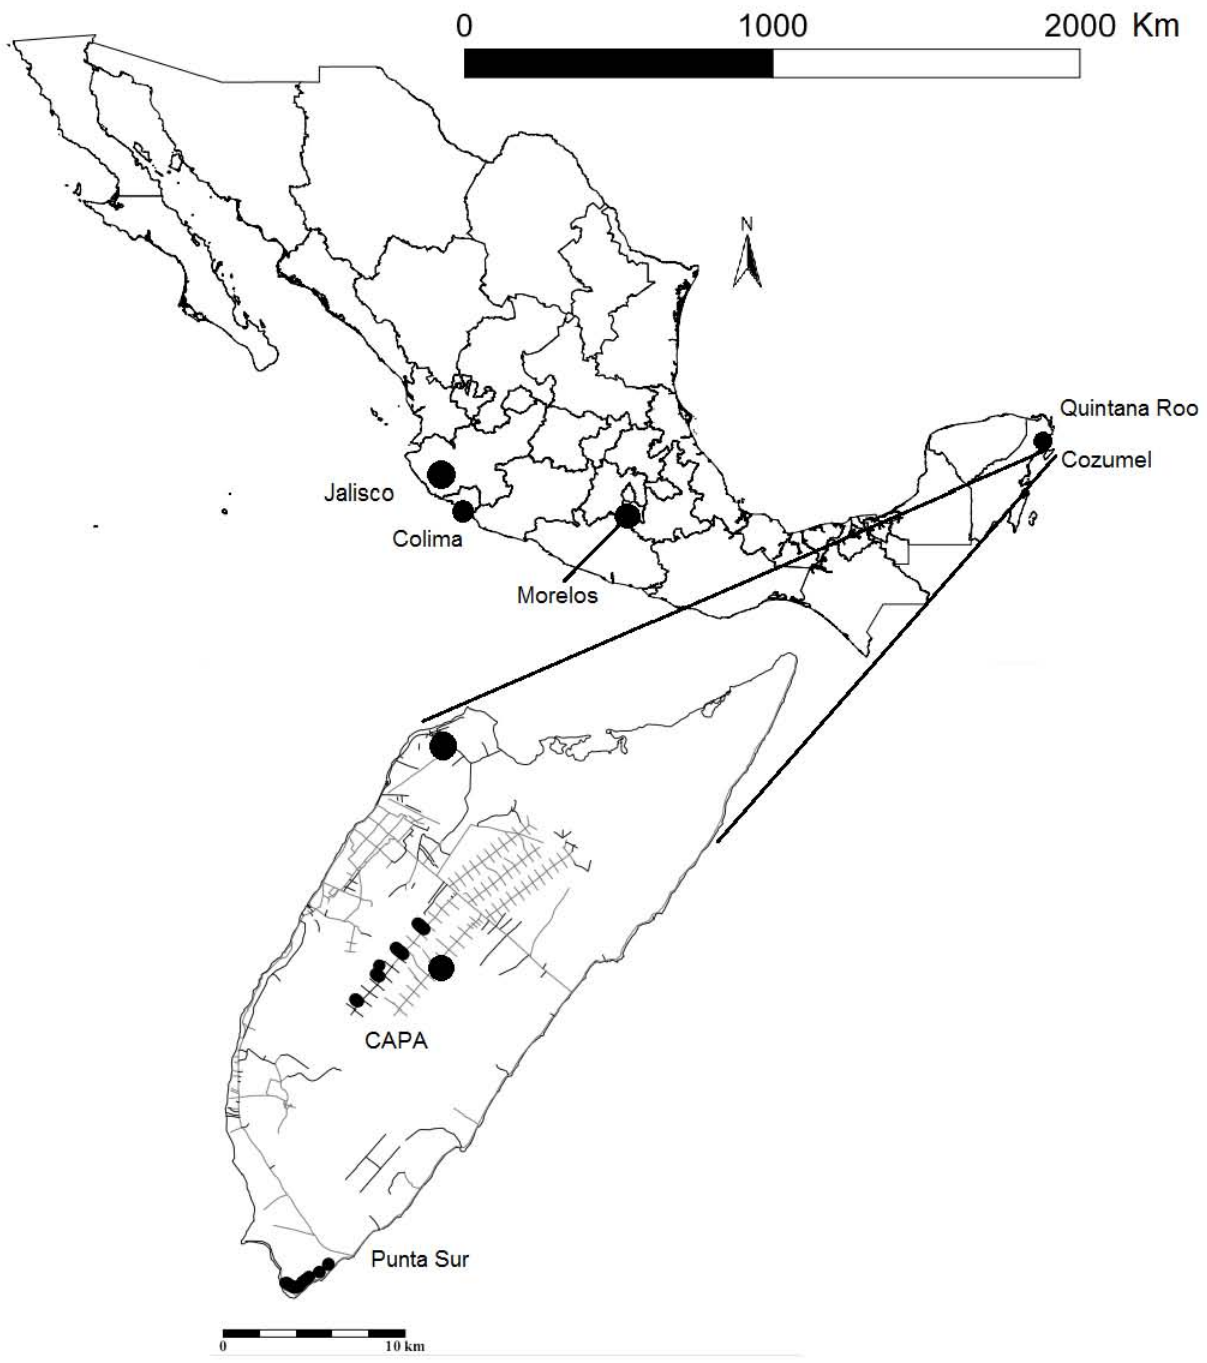 0 1000 2000 Km
N
Quintana Roo
Cozumel
Jalisco
Colima
Morelos
CAPA
Punta Sur
0 10 km